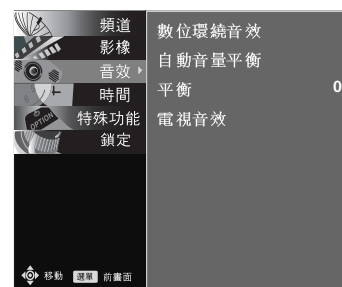 頻道
影像
音效
時間
特殊功能
OPTION
鎖定
數位環繞音效
自動音量平衡
平衡 0
電視音效
移動 選單 前畫面